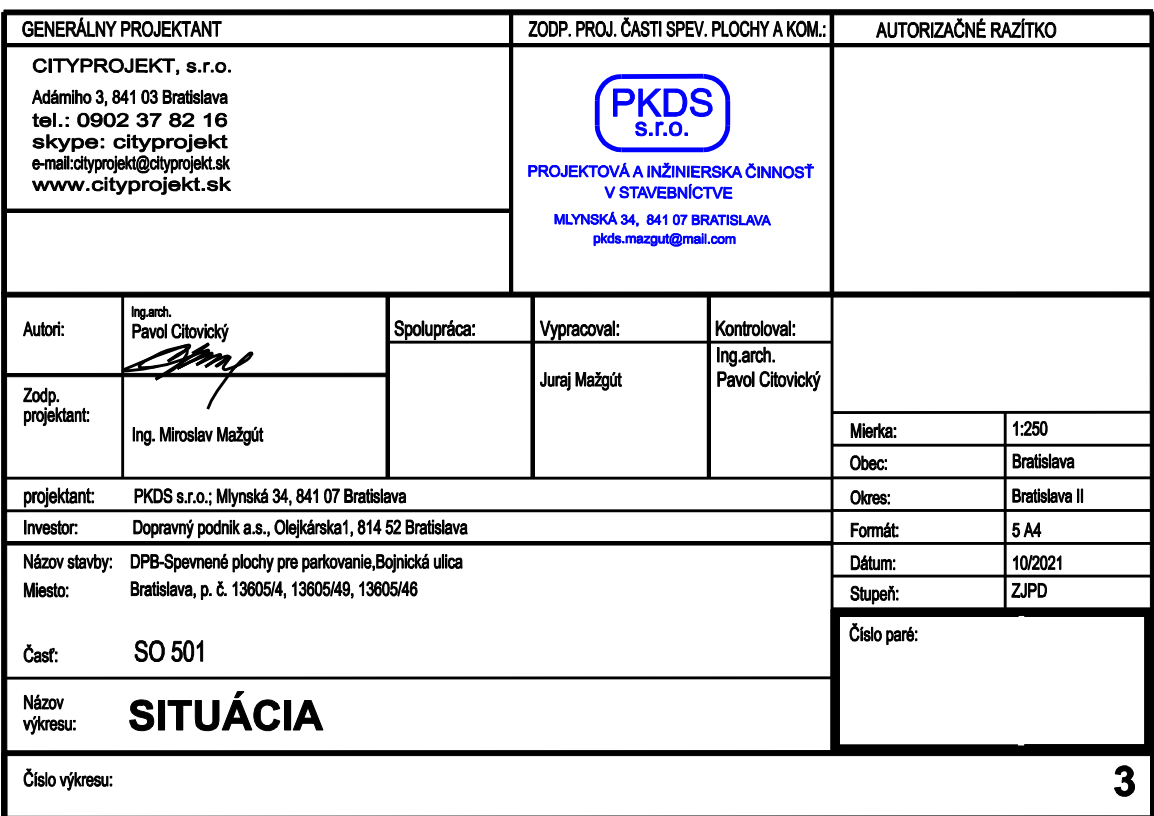 GENERÁLNY PROJEKTANT
ZODP. PROJ. ČASTI SPEV. PLOCHY A KOM.:
AUTORIZAČNÉ RAZÍTKO
CITYPROJEKT, s.r.o.
Adámiho 3, 841 03 Bratislava
tel.: 0902 37 82 16
skype: cityprojekt
e-mail:cityprojekt@cityprojekt.sk
www.cityprojekt.sk
PKDS
s.r.o.
PROJEKTOVÁ A INŽINIERSKA ČINNOSŤ
V STAVEBNÍCTVE
MLYNSKÁ 34, 841 07 BRATISLAVA
pkds.mazgut@mail.com
Autori:
Ing.arch.
Pavol Citovický
Spolupráca:
Vypracoval:
Juraj Mažgút
Kontroloval:
Ing.arch.
Pavol Citovický
Zodp.
projektant:
Ing. Miroslav Mažgút
Mierka: 1:250
Obec: Bratislava
projektant: PKDS s.r.o.; Mlynská 34, 841 07 Bratislava
Okres: Bratislava II
Investor: Dopravný podnik a.s., Olejkárska1, 814 52 Bratislava
Formát: 5 A4
Názov stavby: DPB-Spevnené plochy pre parkovanie,Bojnická ulica
Dátum: 10/2021
Miesto: Bratislava, p. č. 13605/4, 13605/49, 13605/46
Stupeň: ZJPD
Číslo paré:
Časť: SO 501
Názov
výkresu:
SITUÁCIA
Číslo výkresu: 3